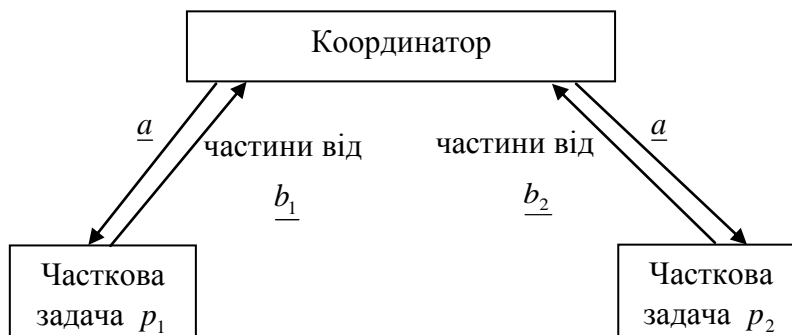 Координатор
a
a
частини від
b₁
частини від
b₂
Часткова
задача p₁
Часткова
задача p₂